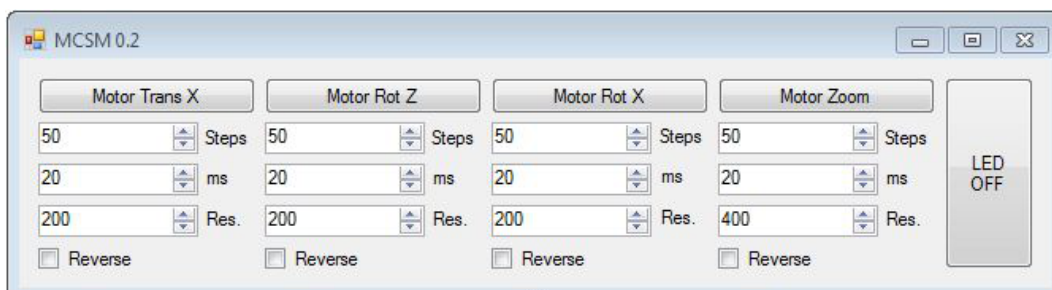 MCSM 0.2
Motor Trans X Motor Rot Z Motor Rot X Motor Zoom
50 Steps 50 Steps 50 Steps 50 Steps
20 ms 20 ms 20 ms 20 ms
200 Res. 200 Res. 200 Res. 400 Res.
Reverse Reverse Reverse Reverse
LED
OFF